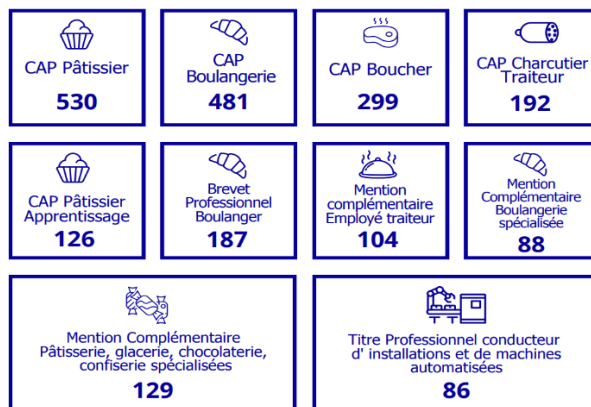 CAP Pâtissier
530
CAP
Boulangerie
481
CAP Boucher
299
CAP Charcutier
Traiteur
192
CAP Pâtissier
Apprentissage
126
Brevet
Professionnel
Boulanger
187
Mention
complémentaire
Employé traiteur
104
Mention
Complémentaire
Boulangerie
spécialisée
88
Mention Complémentaire
Pâtisserie, glacerie, chocolaterie,
confiserie spécialisées
129
Titre Professionnel conducteur
d' installations et de machines
automatisées
86